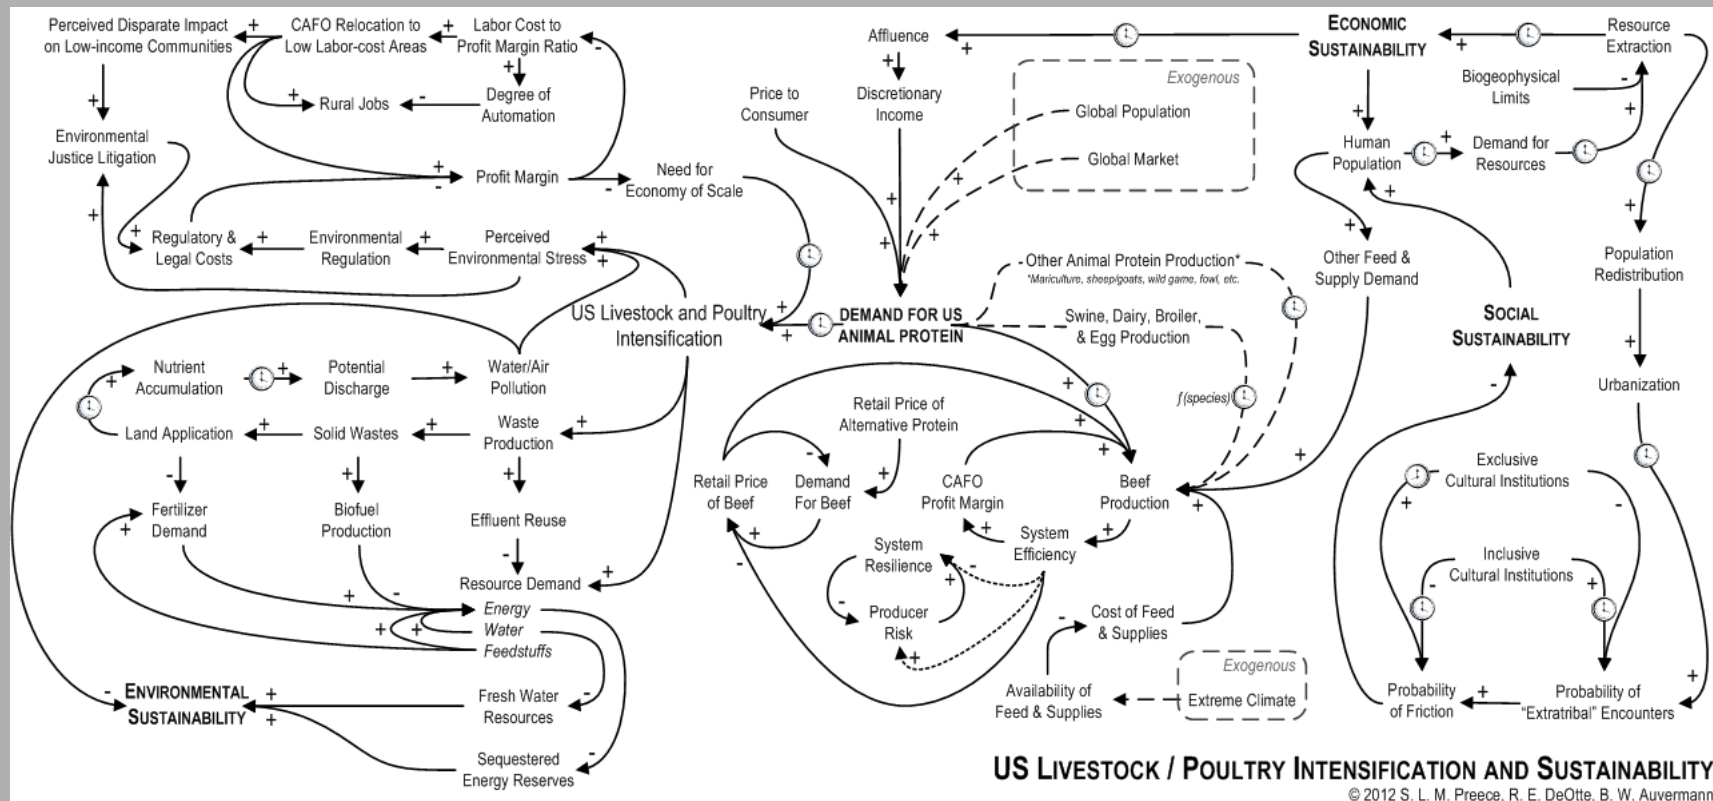 Perceived Disparate Impact
on Low-income Communities
CAFO Relocation to
Low Labor-cost Areas
Labor Cost to
Profit Margin Ratio
Rural Jobs
Degree of
Automation
Environmental
Justice Litigation
Profit Margin
Need for
Economy of Scale
Regulatory &
Legal Costs
Environmental
Regulation
Perceived
Environmental Stress
US Livestock and Poultry
Intensification
Nutrient
Accumulation
Potential
Discharge
Water/Air
Pollution
Land Application
Solid Wastes
Waste
Production
Fertilizer
Demand
Biofuel
Production
Effluent Reuse
Resource Demand
Energy
Water
Feedstuffs
ENVIRONMENTAL
SUSTAINABILITY
Fresh Water
Resources
Sequestered
Energy Reserves
Affluence
Discretionary
Income
Price to
Consumer
Exogenous
Global Population
Global Market
DEMAND FOR US
ANIMAL PROTEIN
Other Animal Protein Production*
*Mariculture, sheep/goats, wild game, fowl, etc.
Swine, Dairy, Broiler,
& Egg Production
ƒ(species)
Retail Price of
Alternative Protein
Retail Price
of Beef
Demand
For Beef
CAFO
Profit Margin
Beef
Production
System
Resilience
System
Efficiency
Producer
Risk
Cost of Feed
& Supplies
Availability of
Feed & Supplies
Exogenous
Extreme Climate
ECONOMIC
SUSTAINABILITY
Resource
Extraction
Biogeophysical
Limits
Human
Population
Demand for
Resources
Other Feed &
Supply Demand
Population
Redistribution
SOCIAL
SUSTAINABILITY
Urbanization
Exclusive
Cultural Institutions
Inclusive
Cultural Institutions
Probability
of Friction
Probability of
"Extratribal" Encounters
US LIVESTOCK / POULTRY INTENSIFICATION AND SUSTAINABILITY
© 2012 S. L. M. Preece, R. E. DeOtte, B. W. Auvermann